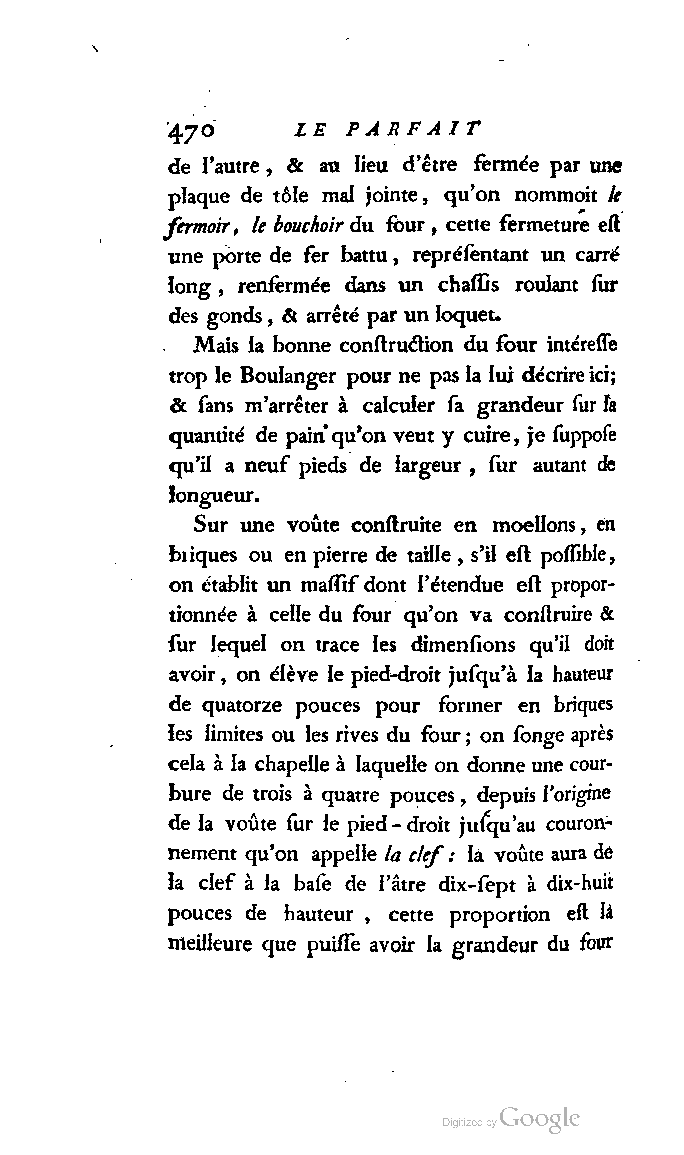 470 LE PARFAIT
de l'autre, & au lieu d'être fermée par une
plaque de tôle mal jointe, qu'on nommoit le
fermoir, le bouchoir du four, cette fermeture eſt
une porte de fer battu, repréſentant un carré
long, renfermée dans un chaſſis roulant ſur
des gonds, & arrêté par un loquet.
Mais la bonne conſtruction du four intéreſſe
trop le Boulanger pour ne pas la lui décrire ici;
& ſans m'arrêter à calculer ſa grandeur ſur la
quantité de pain qu'on veut y cuire, je ſuppoſe
qu'il a neuf pieds de largeur, ſur autant de
longueur.
Sur une voûte conſtruite en moellons, en
briques ou en pierre de taille, s'il eſt poſſible,
on établit un maſſif dont l'étendue eſt propor-
tionnée à celle du four qu'on va conſtruire &
ſur lequel on trace les dimenſions qu'il doit
avoir, on élève le pied-droit juſqu'à la hauteur
de quatorze pouces pour former en briques
les limites ou les rives du four; on ſonge après
cela à la chapelle à laquelle on donne une cour-
bure de trois à quatre pouces, depuis l'origine
de la voûte ſur le pied-droit juſqu'au couron-
nement qu'on appelle la clef: la voûte aura de
la clef à la baſe de l'âtre dix-ſept à dix-huit
pouces de hauteur, cette proportion eſt la
meilleure que puiſſe avoir la grandeur du four
Digitized by Google